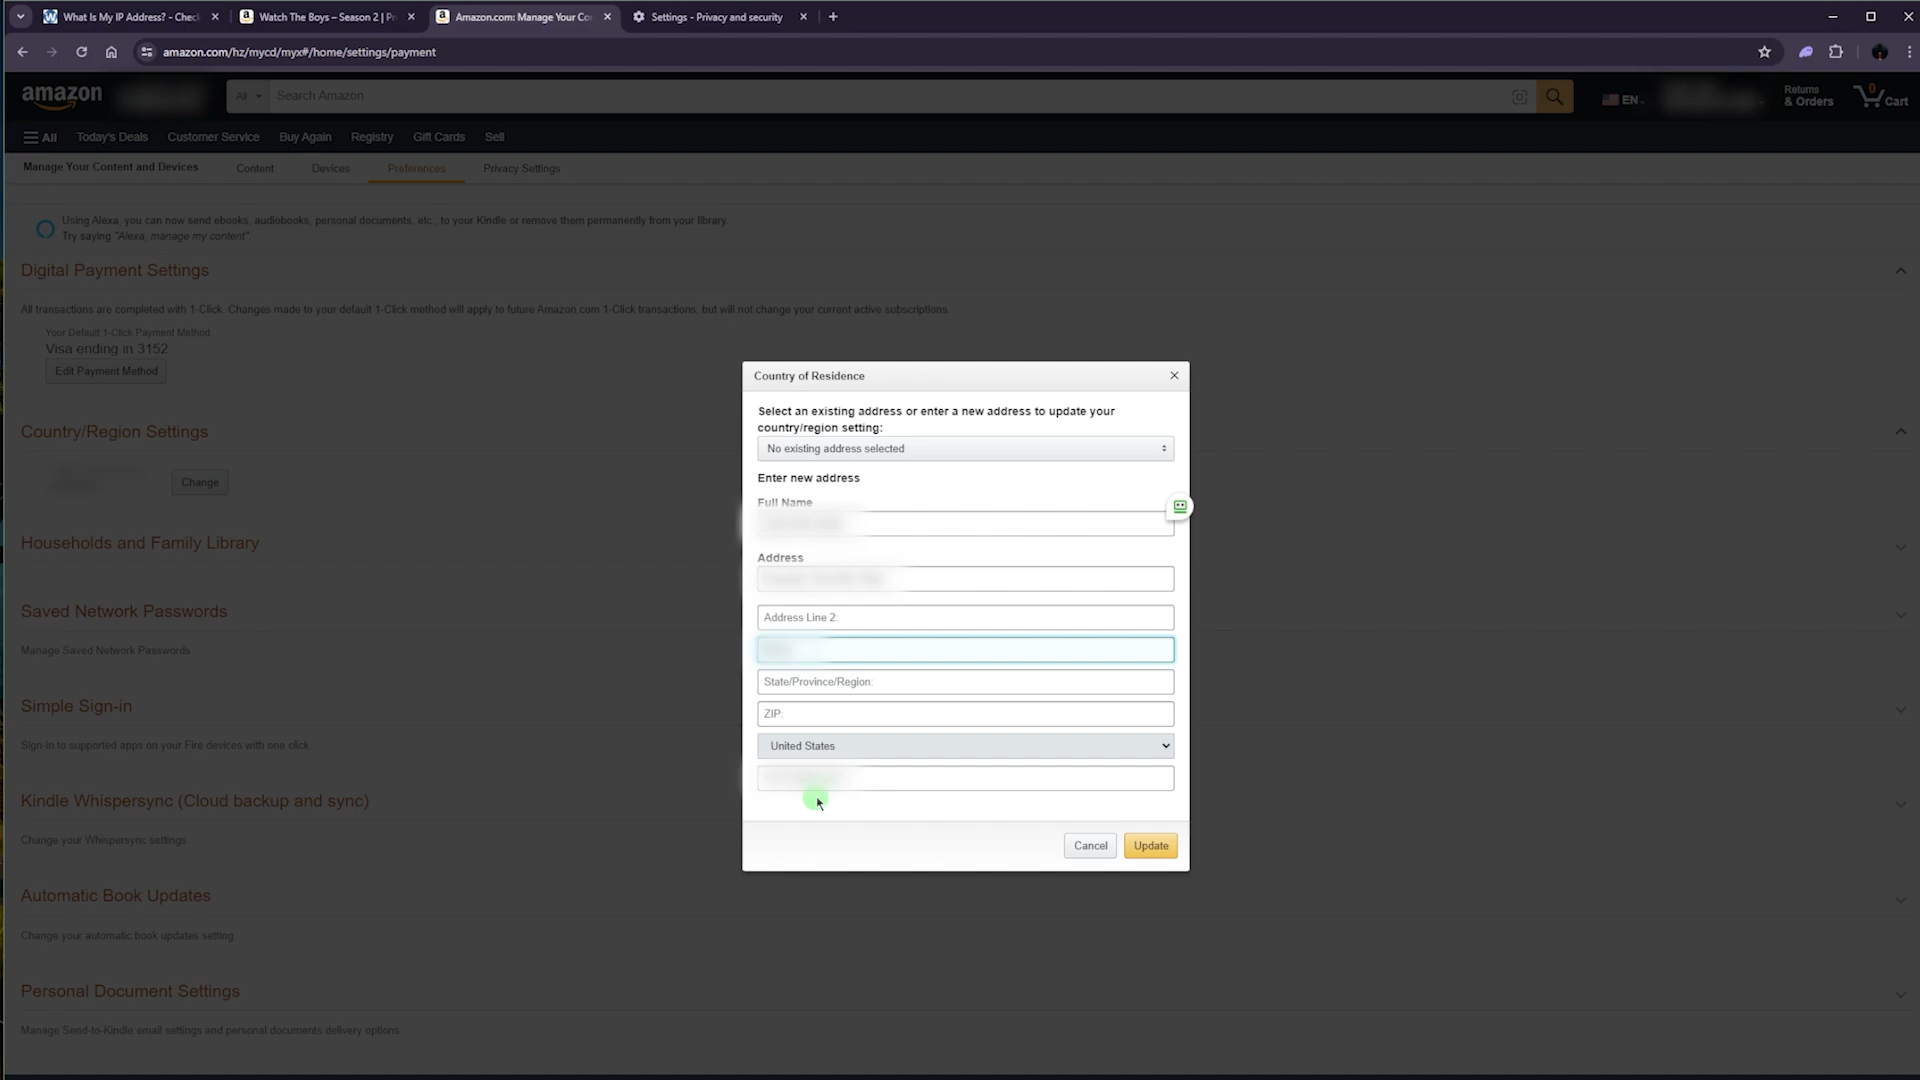 What Is My IP Address? - Chec
Watch The Boys – Season 2 | Pr
Amazon.com: Manage Your Co
Settings - Privacy and security
amazon.com/hz/mycd/myx#/home/settings/payment
amazon
All
Search Amazon
EN
Returns
& Orders
0
Cart
All
Today's Deals
Customer Service
Buy Again
Registry
Gift Cards
Sell
Manage Your Content and Devices
Content
Devices
Preferences
Privacy Settings
Using Alexa, you can now send ebooks, audiobooks, personal documents, etc., to your Kindle or remove them permanently from your library.
Try saying "Alexa, manage my content".
Digital Payment Settings
All transactions are completed with 1-Click. Changes made to your default 1-Click method will apply to future Amazon.com 1-Click transactions, but will not change your current active subscriptions.
Your Default 1-Click Payment Method
Visa ending in 3152
Edit Payment Method
Country/Region Settings
Change
Households and Family Library
Saved Network Passwords
Manage Saved Network Passwords
Simple Sign-in
Sign-in to supported apps on your Fire devices with one click.
Kindle Whispersync (Cloud backup and sync)
Change your Whispersync settings
Automatic Book Updates
Change your automatic book updates setting
Personal Document Settings
Manage Send-to-Kindle email settings and personal documents delivery options
Country of Residence
Select an existing address or enter a new address to update your
country/region setting:
No existing address selected
Enter new address
Full Name
Address
Address Line 2:
State/Province/Region:
ZIP:
United States
Cancel
Update